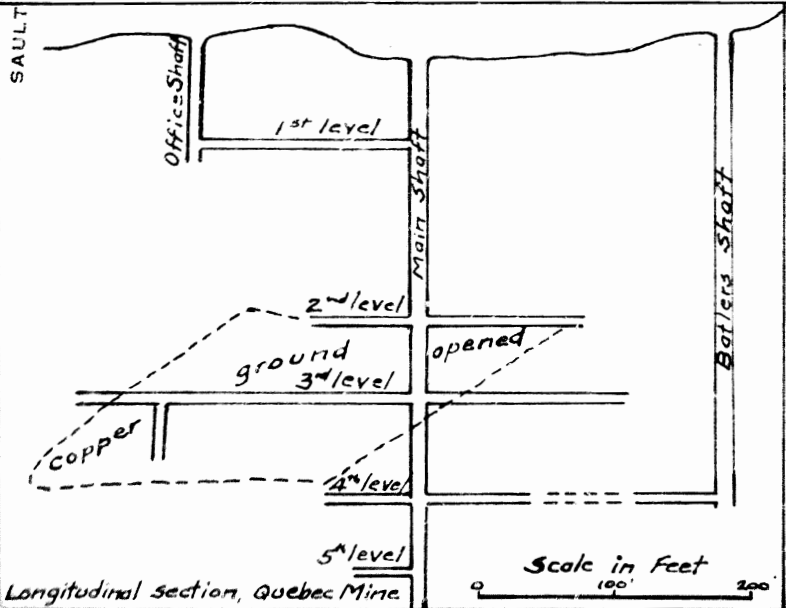 SAULT
Office Shaft
1st level
Main Shaft
Batlers Shaft
2nd level
ground
opened
3rd level
copper
4th level
5th level
Scale in Feet
0 100' 200'
Longitudinal section, Quebec Mine